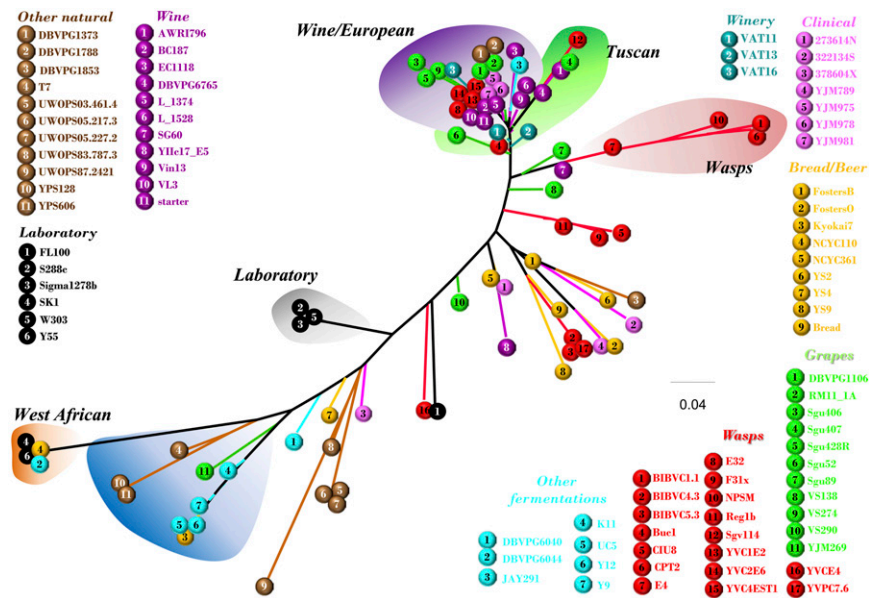 Other natural
1 DBVPG1373
2 DBVPG1788
3 DBVPG1853
4 T7
5 UWOPS03.461.4
6 UWOPS05.217.3
7 UWOPS05.227.2
8 UWOPS83.787.3
9 UWOPS87.2421
10 YPS128
11 YPS606
Wine
1 AWRI796
2 BC187
3 EC1118
4 DBVPG6765
5 L_1374
6 L_1528
7 SG60
8 YIIc17_E5
9 Vin13
10 VL3
11 starter
Laboratory
1 FL100
2 S288c
3 Sigma1278b
4 SK1
5 W303
6 Y55
Wine/European
Tuscan
Wasps
Laboratory
West African
Winery
1 VAT11
2 VAT13
3 VAT16
Clinical
1 273614N
2 322134S
3 378604X
4 YJM789
5 YJM975
6 YJM978
7 YJM981
Bread/Beer
1 FostersB
2 FostersO
3 Kyokai7
4 NCYC110
5 NCYC361
6 YS2
7 YS4
8 YS9
9 Bread
0.04
Grapes
1 DBVPG1106
2 RM11_1A
3 Sgu406
4 Sgu407
5 Sgu428R
6 Sgu52
7 Sgu89
8 VS138
9 VS274
10 VS290
11 YJM269
Other
fermentations
1 DBVPG6040
2 DBVPG6044
3 JAY291
4 K11
5 UC5
6 Y12
7 Y9
Wasps
1 BIBVC1.1
2 BIBVC4.3
3 BIBVC5.3
4 Buc1
5 CIU8
6 CPT2
7 E4
8 E32
9 F31x
10 NPSM
11 Reg1b
12 Sgv114
13 YVC1E2
14 YVC2E6
15 YVC4EST1
16 YVCE4
17 YVPC7.6